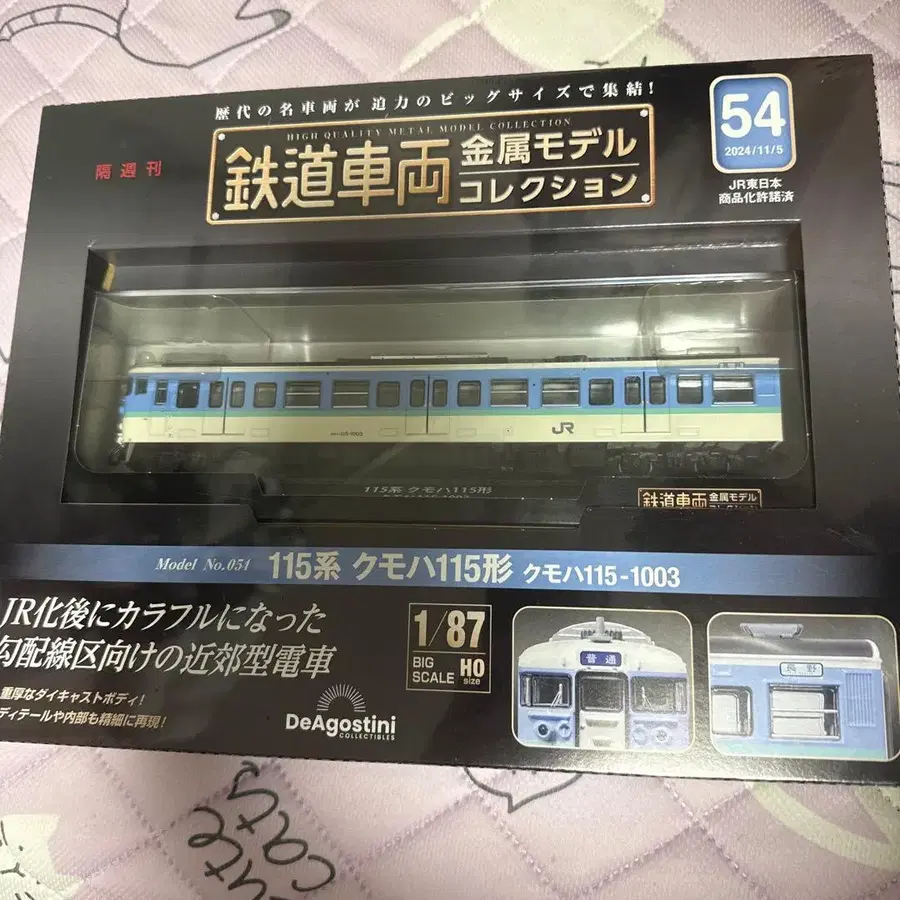 歴代の名車両が迫力のビッグサイズで集結!
HIGH QUALITY METAL MODEL COLLECTION
隔週刊
鉄道車両
金属モデル
コレクション
54
2024/11/5
JR東日本
商品化許諾済
JR
115系 クモハ115形
鉄道車両 金属モデル
Model No.054 115系 クモハ115形 クモハ115-1003
JR化後にカラフルになった
勾配線区向けの近郊型電車
重厚なダイキャストボディ!
ディテールや内部も精細に再現!
1/87
BIG SCALE
HO size
DeAgostini
COLLECTIBLES
普通
長野
cats